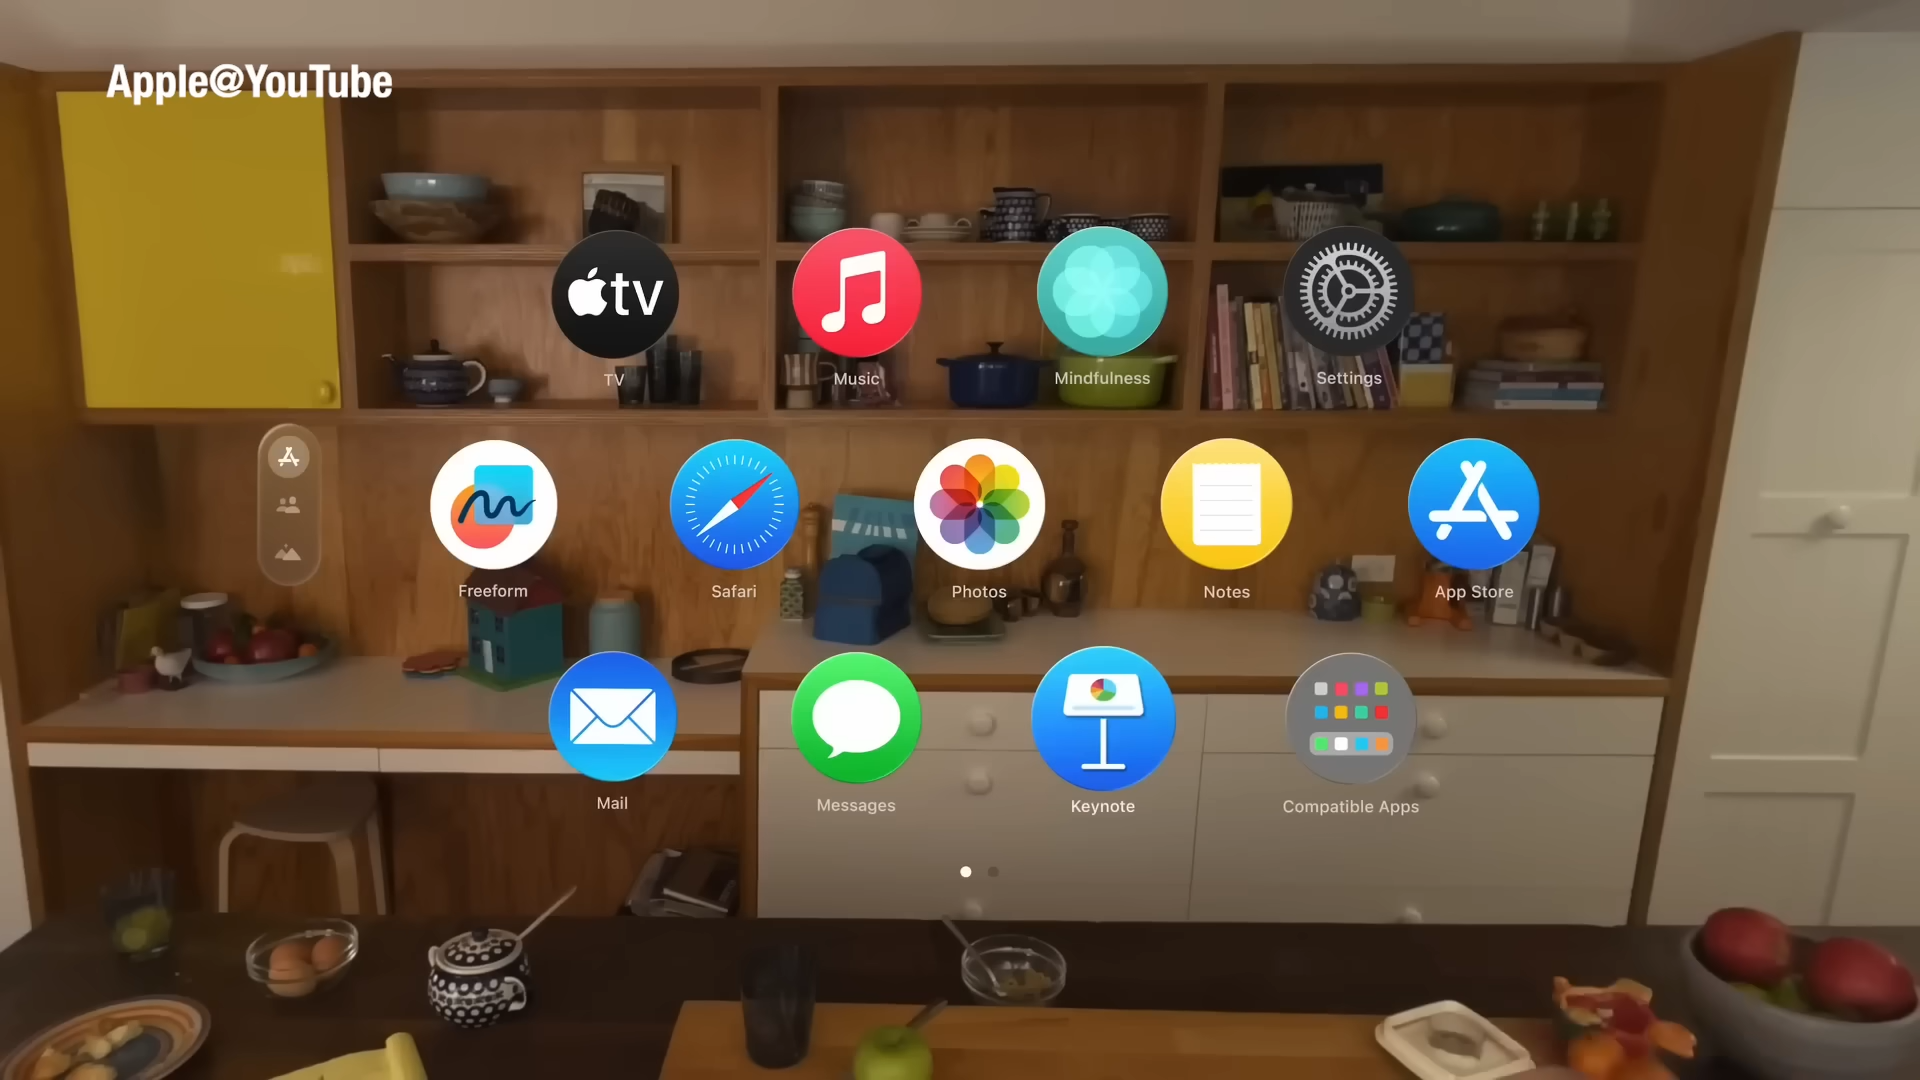 Apple@YouTube
tv
TV
Music
Mindfulness
Settings
Freeform
Safari
Photos
Notes
App Store
Mail
Messages
Keynote
Compatible Apps